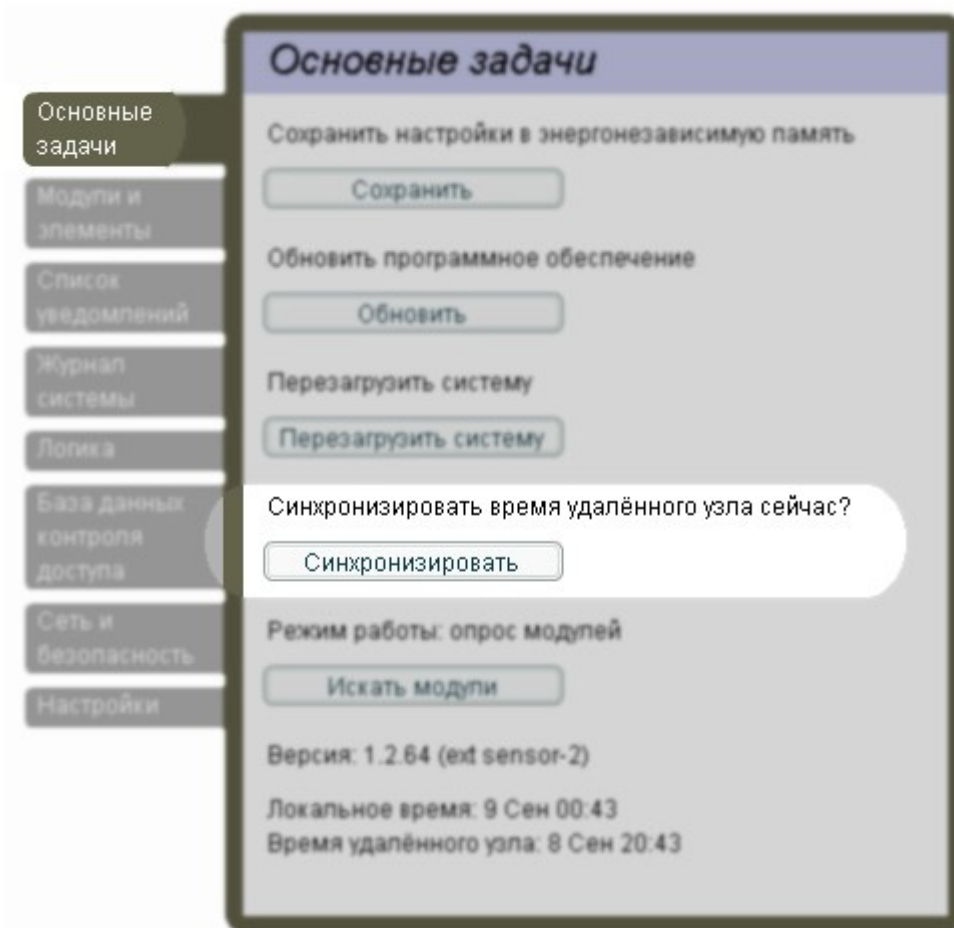 Основные задачи
Основные
задачи
Модули и
элементы
Список
уведомлений
Журнал
системы
Логика
База данных
контроля
доступа
Сеть и
безопасность
Настройки
Сохранить настройки в энергонезависимую память
Сохранить
Обновить программное обеспечение
Обновить
Перезагрузить систему
Перезагрузить систему
Синхронизировать время удалённого узла сейчас?
Синхронизировать
Режим работы: опрос модулей
Искать модули
Версия: 1.2.64 (ext sensor-2)
Локальное время: 9 Сен 00:43
Время удалённого узла: 8 Сен 20:43